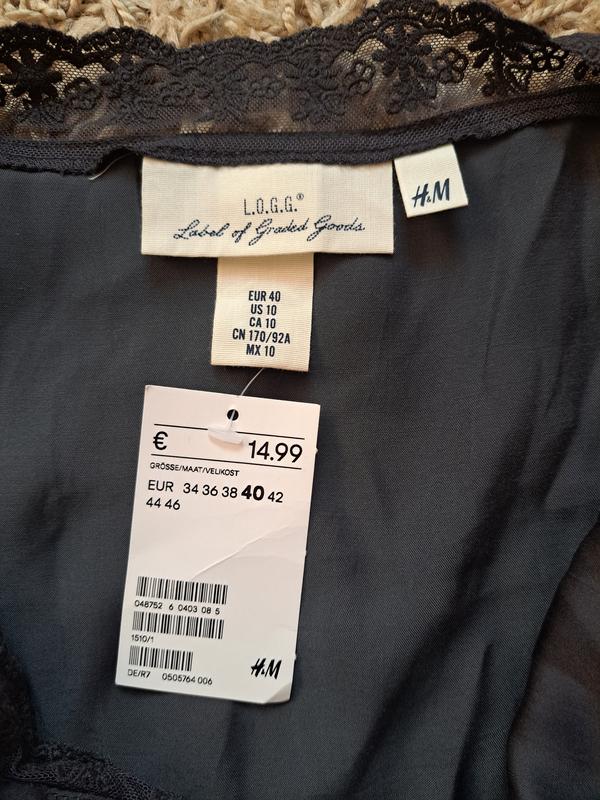 L.O.G.G.®
Label of Graded Goods
H&M
EUR 40
US 10
CA 10
CN 170/92A
MX 10
€ 14.99
GRÖSSE/MAAT/VELIKOST
EUR 34 36 38 40 42
44 46
048752 6 0403 08 5
1510/1
DE/R7 0505764 006
H&M